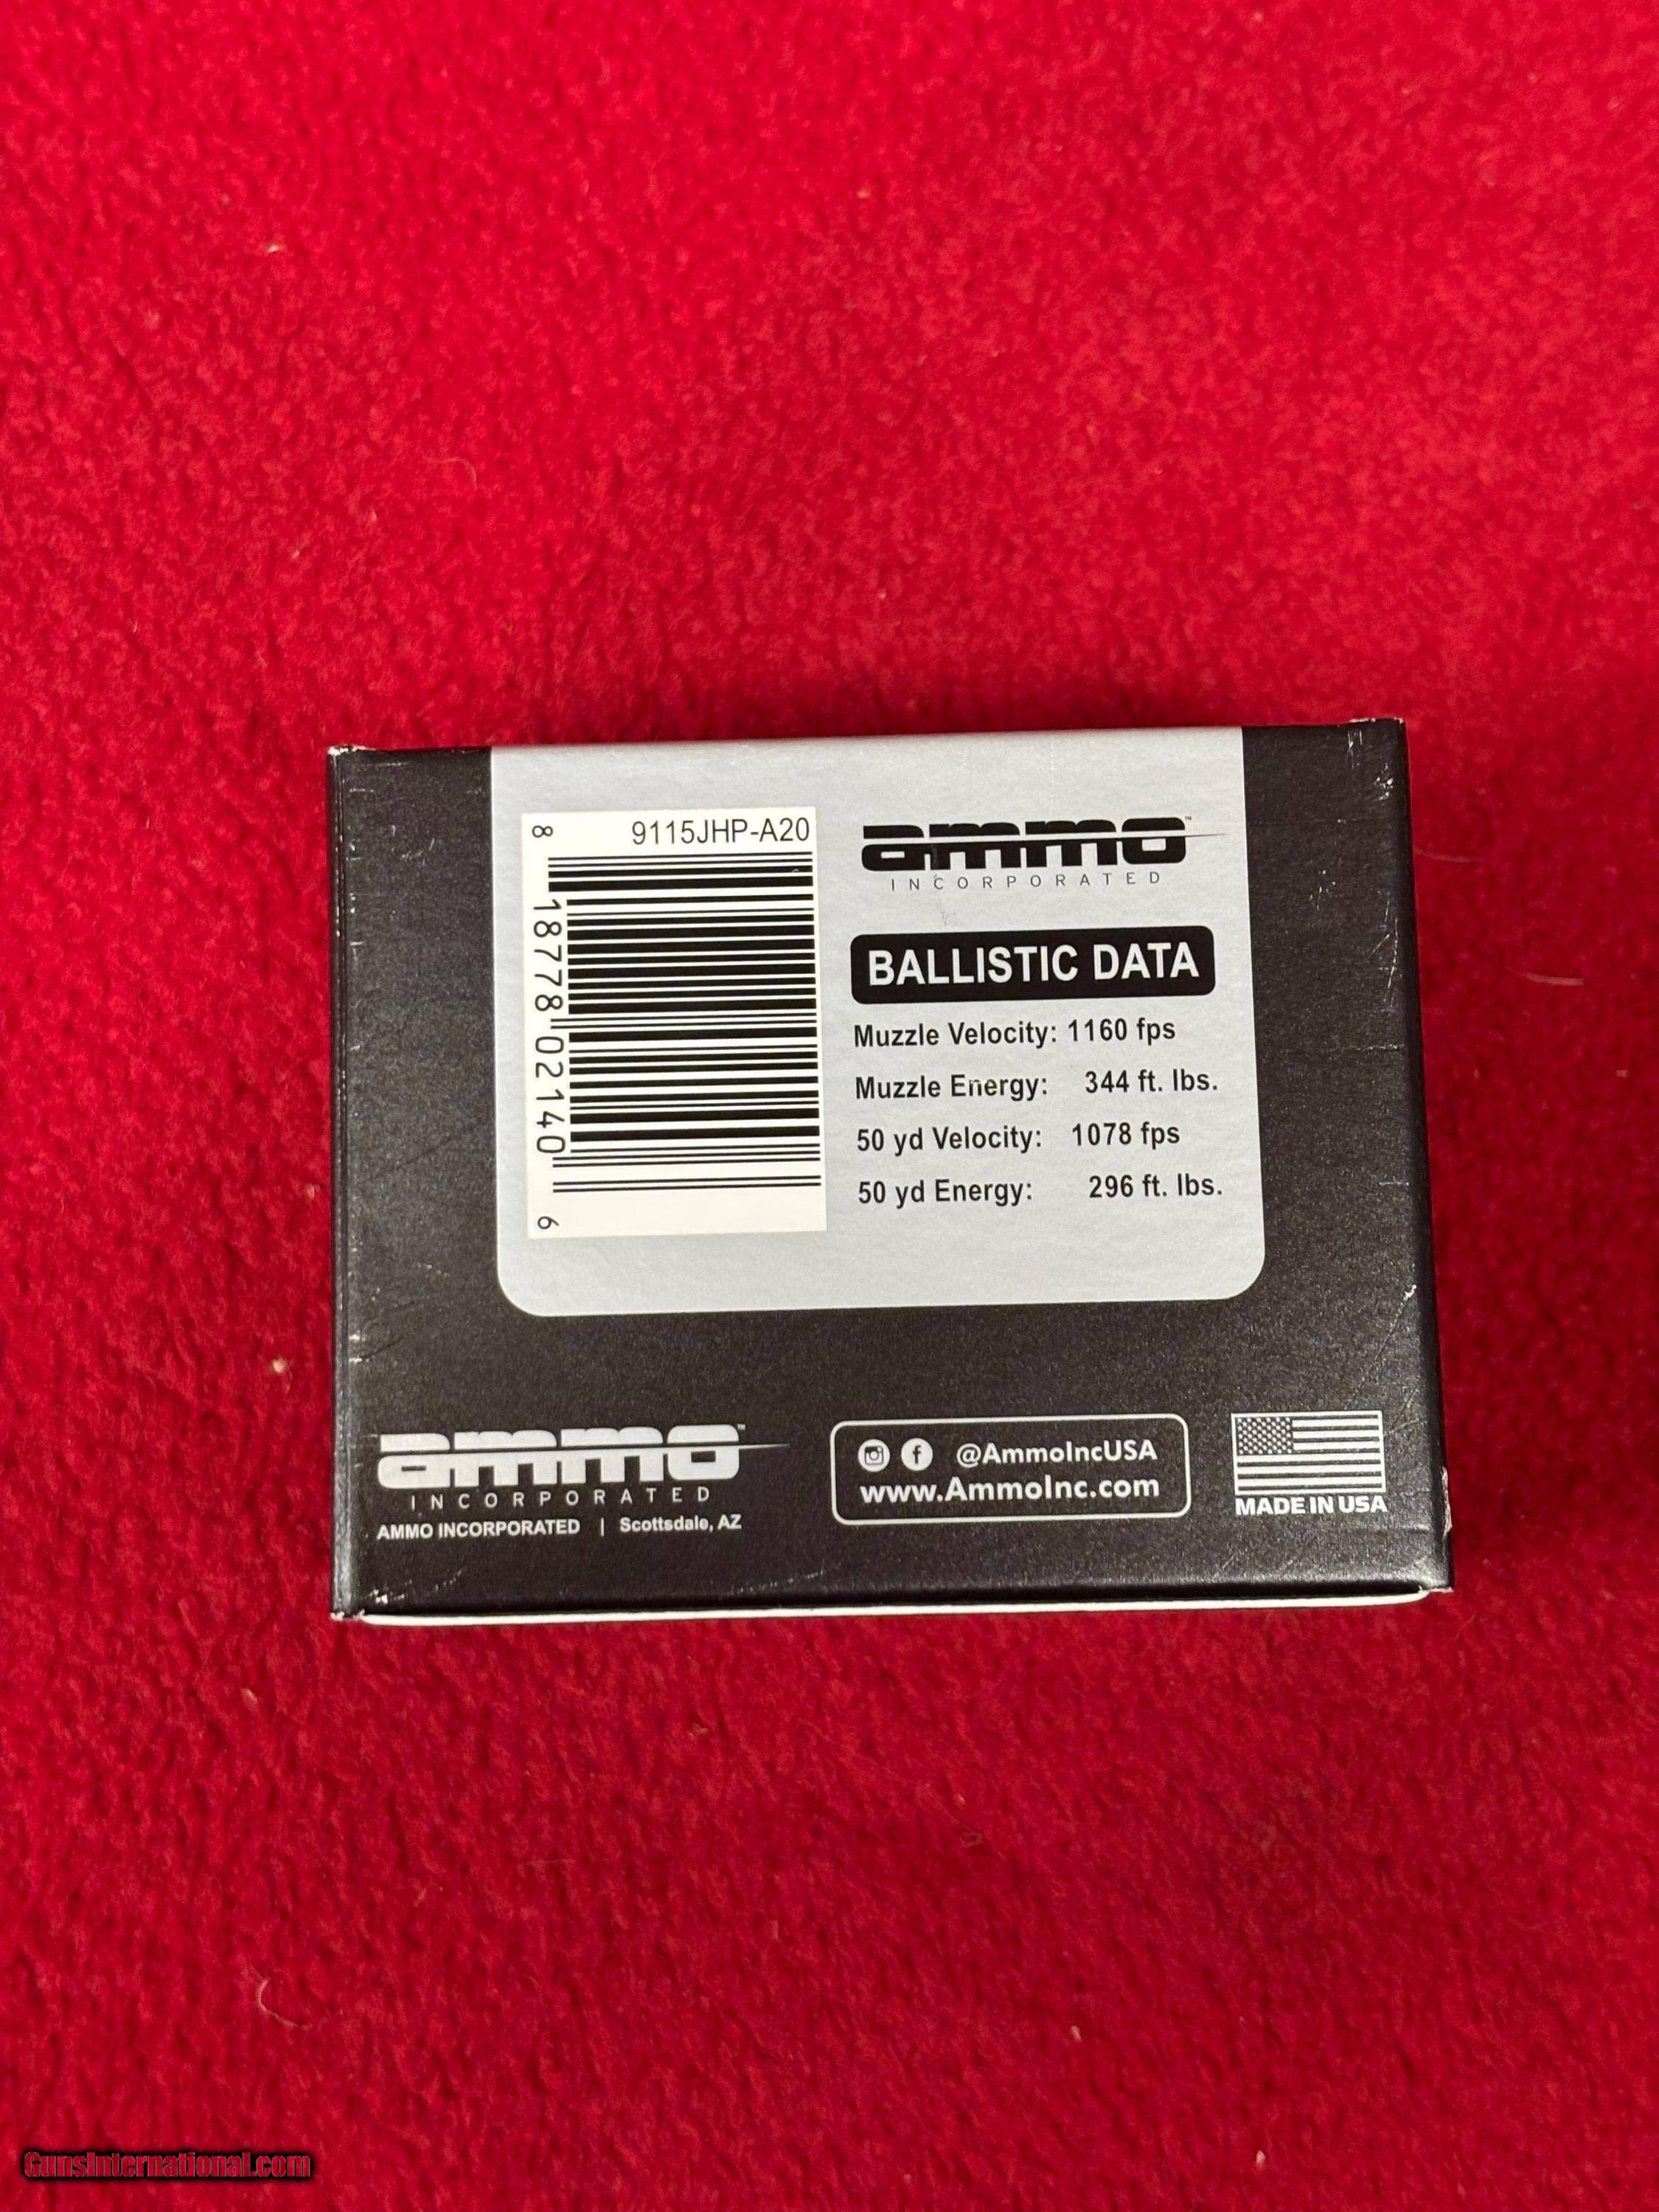 9115JHP-A20
8 18778 02140 6
ammo™
INCORPORATED
BALLISTIC DATA
Muzzle Velocity: 1160 fps
Muzzle Energy: 344 ft. lbs.
50 yd Velocity: 1078 fps
50 yd Energy: 296 ft. lbs.
ammo™
INCORPORATED
AMMO INCORPORATED | Scottsdale, AZ
@AmmoIncUSA
www.AmmoInc.com
MADE IN USA
GunsInternational.com